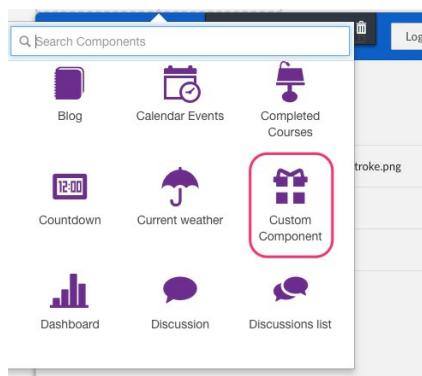 Search Components
Log
Blog
Calendar Events
Completed
Courses
troke.png
12:00
Countdown
Current weather
Custom
Component
Dashboard
Discussion
Discussions list